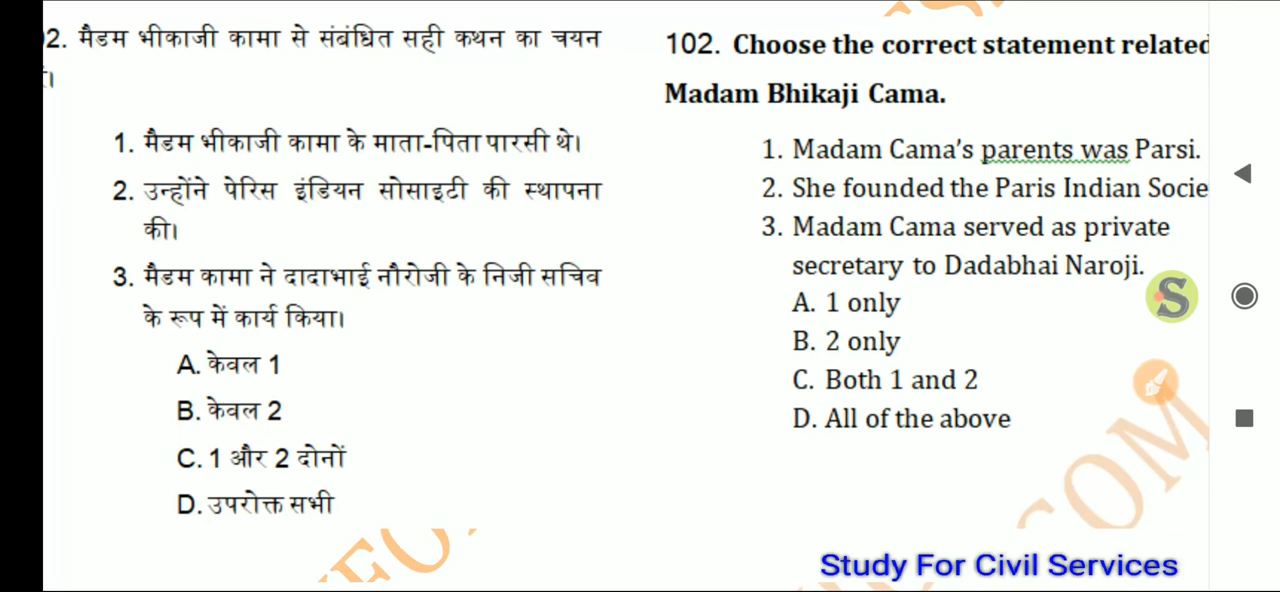 2. मैडम भीकाजी कामा से संबंधित सही कथन का चयन
1. मैडम भीकाजी कामा के माता-पिता पारसी थे।
2. उन्होंने पेरिस इंडियन सोसाइटी की स्थापना
की।
3. मैडम कामा ने दादाभाई नौरोजी के निजी सचिव
के रूप में कार्य किया।
A. केवल 1
B. केवल 2
C. 1 और 2 दोनों
D. उपरोक्त सभी
102. Choose the correct statement related
Madam Bhikaji Cama.
1. Madam Cama's parents was Parsi.
2. She founded the Paris Indian Socie
3. Madam Cama served as private
secretary to Dadabhai Naroji.
A. 1 only
B. 2 only
C. Both 1 and 2
D. All of the above
S
COM
Study For Civil Services